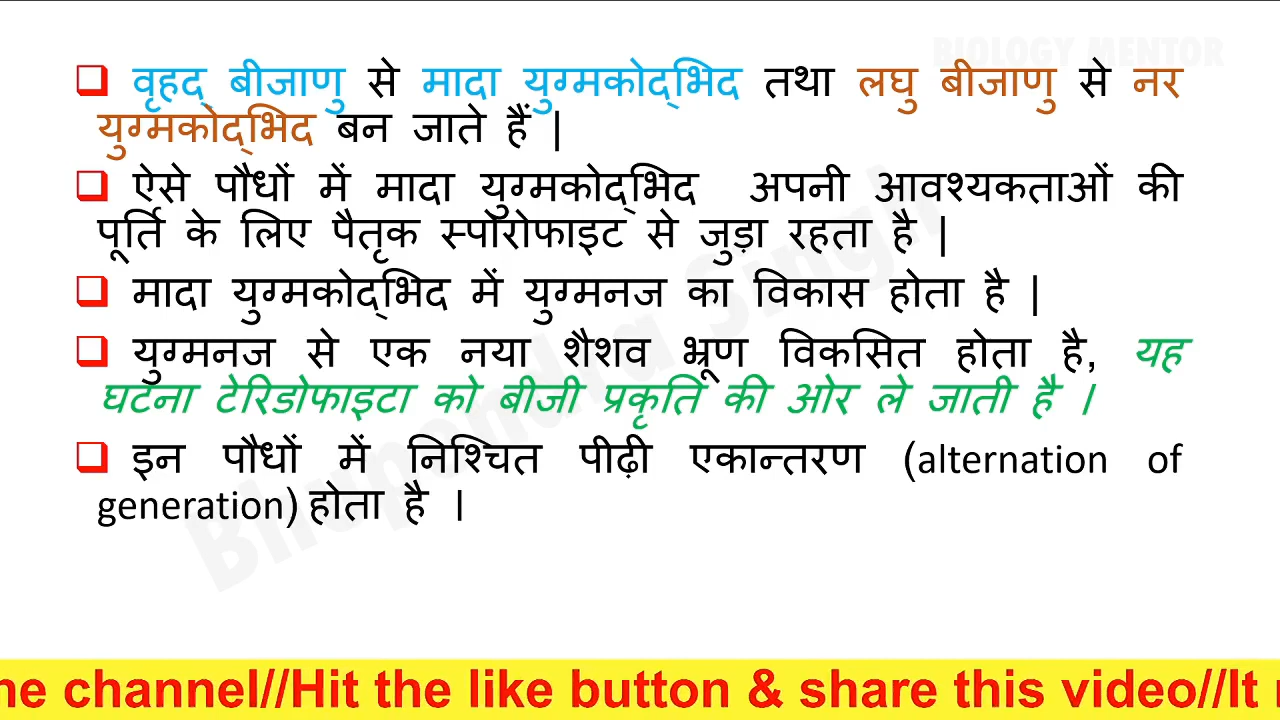 BIOLOGY MENTOR
❑ वृहद् बीजाणु से मादा युग्मकोद्भिद तथा लघु बीजाणु से नर
युग्मकोद्भिद बन जाते हैं |
❑ ऐसे पौधों में मादा युग्मकोद्भिद अपनी आवश्यकताओं की
पूर्ति के लिए पैतृक स्पोरोफाइट से जुड़ा रहता है |
❑ मादा युग्मकोद्भिद में युग्मनज का विकास होता है |
❑ युग्मनज से एक नया शैशव भ्रूण विकसित होता है, यह
घटना टेरिडोफाइटा को बीजी प्रकृति की ओर ले जाती है ।
❑ इन पौधों में निश्चित पीढ़ी एकान्तरण (alternation of
generation) होता है ।
he channel//Hit the like button & share this video//It